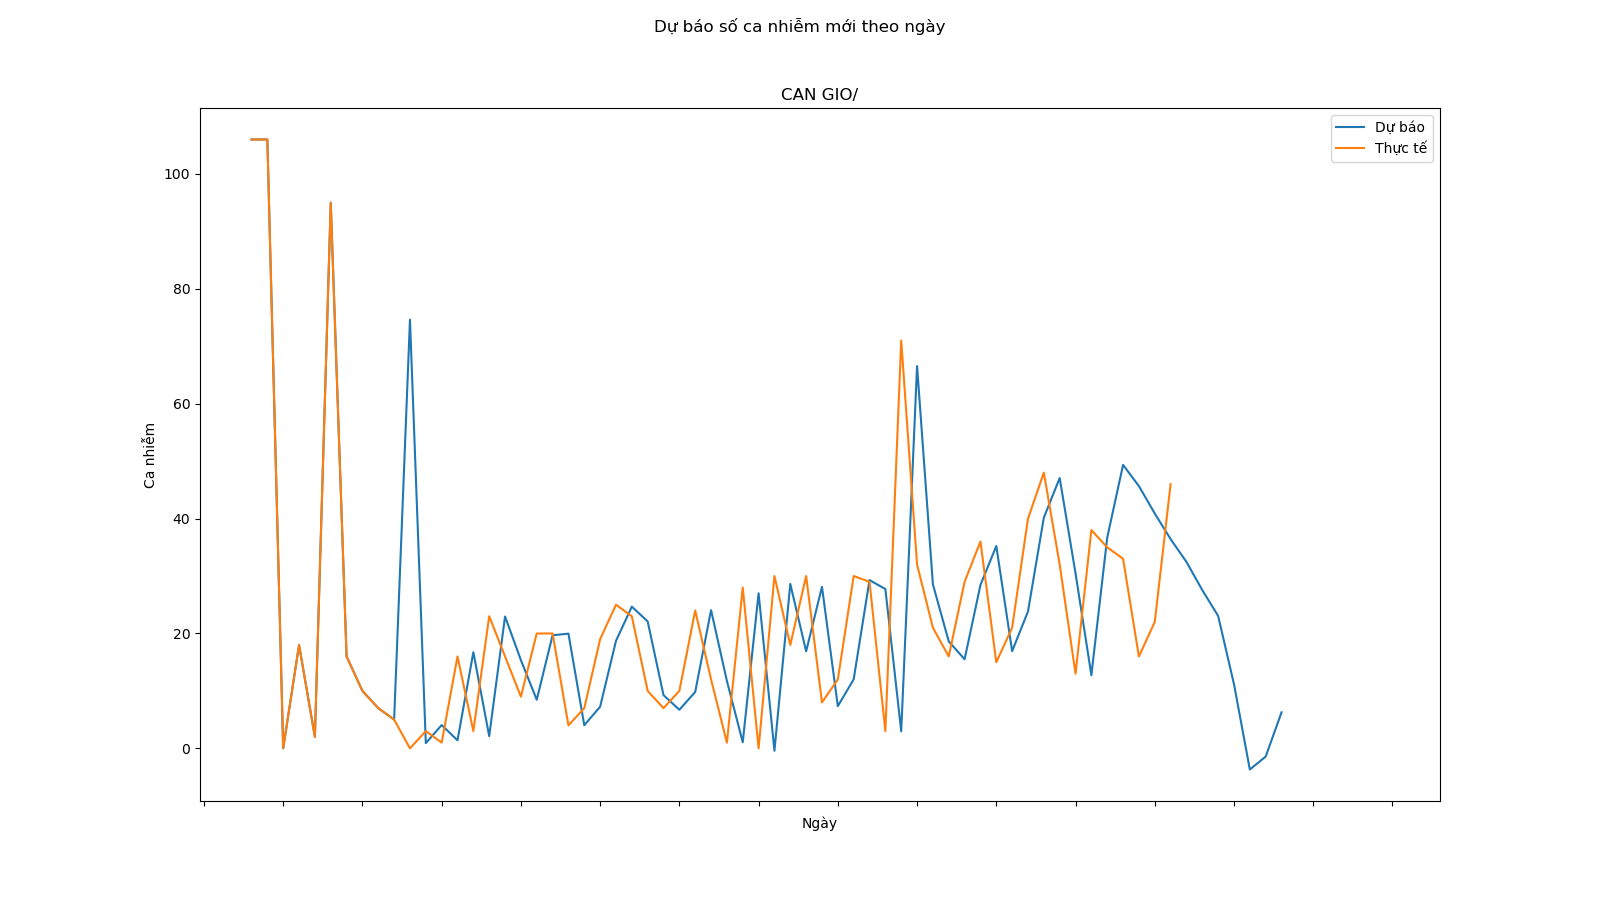 Dự báo số ca nhiễm mới theo ngày
CAN GIO/
Dự báo
Thực tế
100
80
60
40
20
0
Ca nhiễm
Ngày